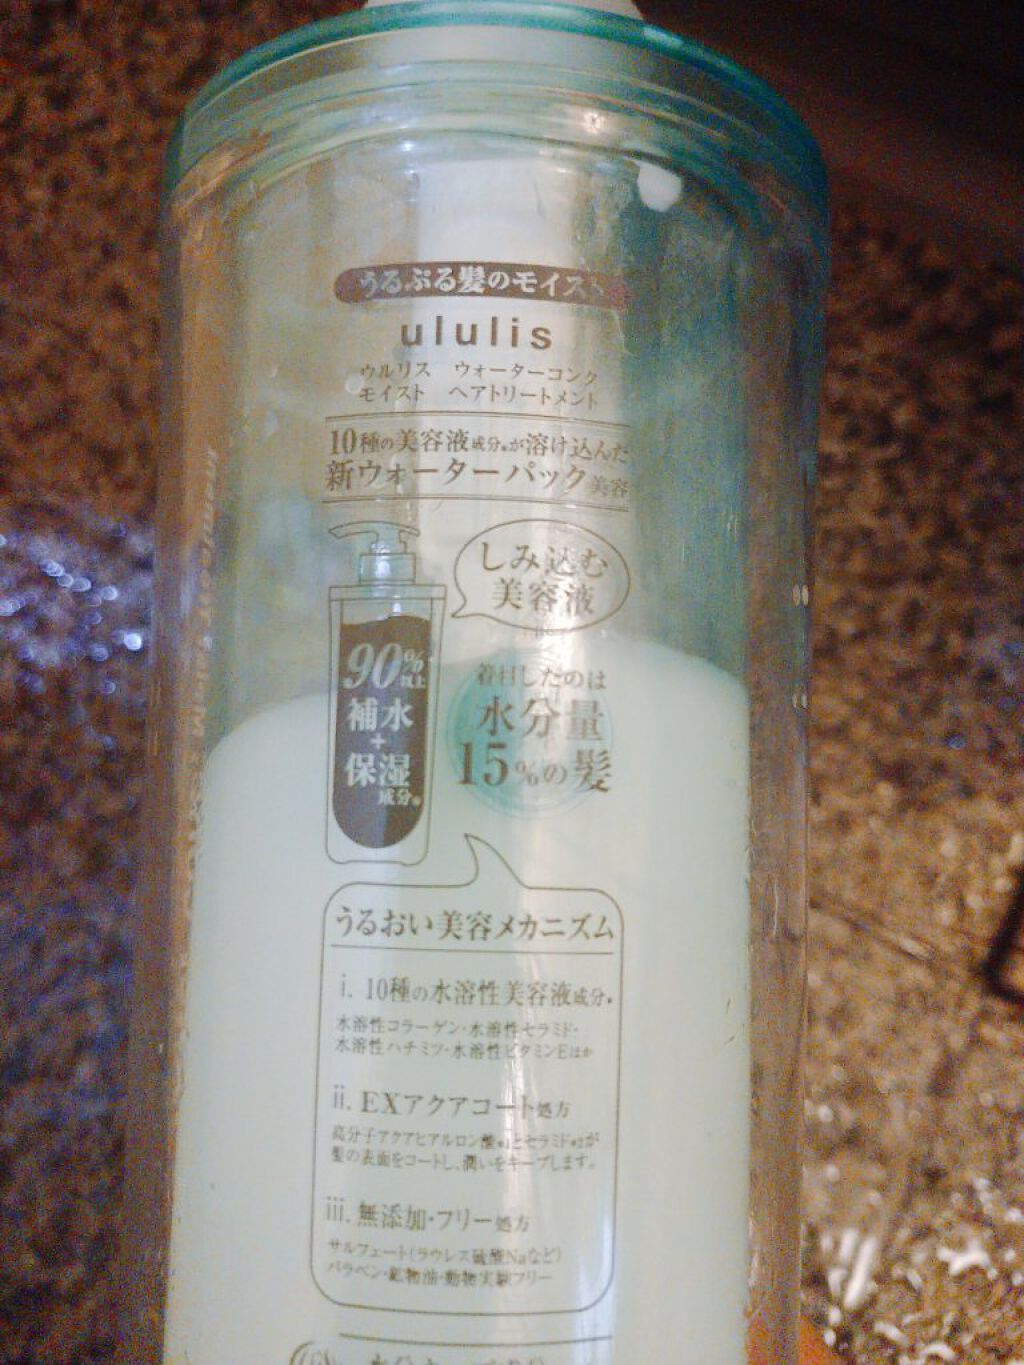 うるぷる髪のモイスト
ululis
ウルリス ウォーターコンク
モイスト ヘアトリートメント
10種の美容液成分※が溶け込んだ
新ウォーターパック美容
しみ込む
美容液
90%以上
補水
+
保湿
成分※
着目したのは
水分量
15%の髪
うるおい美容メカニズム
i. 10種の水溶性美容液成分※
水溶性コラーゲン・水溶性セラミド・
水溶性ハチミツ・水溶性ビタミンEほか
ii. EXアクアコート処方
高分子アクアヒアルロン酸※1とセラミド※2が
髪の表面をコートし、潤いをキープします。
iii. 無添加・フリー処方
サルフェート(ラウレス硫酸Naなど)
パラベン・鉱物油・動物実験フリー